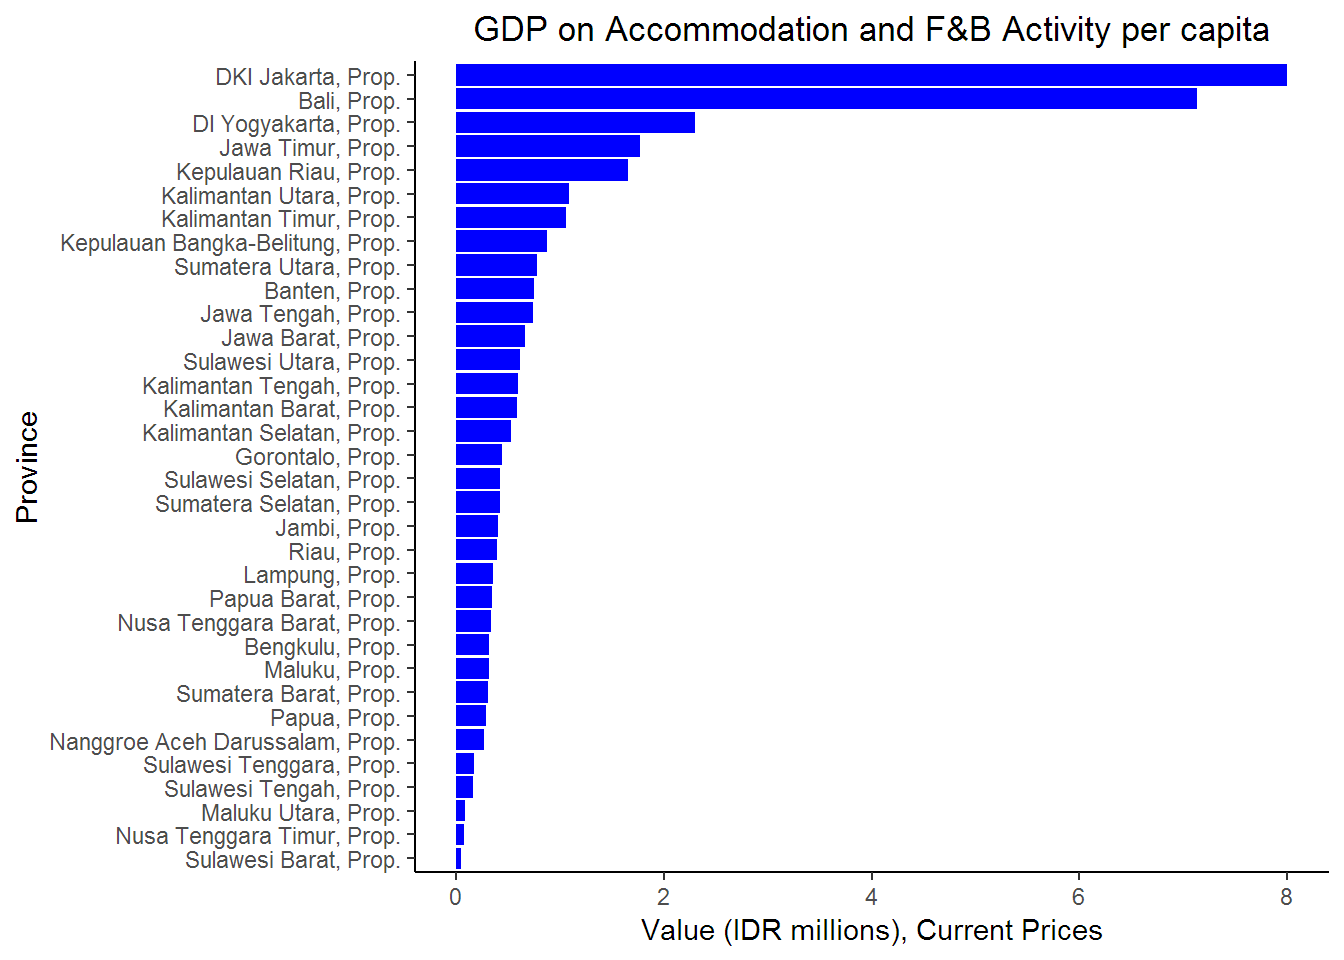 GDP on Accommodation and F&B Activity per capita
DKI Jakarta, Prop.
Bali, Prop.
DI Yogyakarta, Prop.
Jawa Timur, Prop.
Kepulauan Riau, Prop.
Kalimantan Utara, Prop.
Kalimantan Timur, Prop.
Kepulauan Bangka-Belitung, Prop.
Sumatera Utara, Prop.
Banten, Prop.
Jawa Tengah, Prop.
Jawa Barat, Prop.
Sulawesi Utara, Prop.
Kalimantan Tengah, Prop.
Kalimantan Barat, Prop.
Kalimantan Selatan, Prop.
Gorontalo, Prop.
Sulawesi Selatan, Prop.
Sumatera Selatan, Prop.
Jambi, Prop.
Riau, Prop.
Lampung, Prop.
Papua Barat, Prop.
Nusa Tenggara Barat, Prop.
Bengkulu, Prop.
Maluku, Prop.
Sumatera Barat, Prop.
Papua, Prop.
Nanggroe Aceh Darussalam, Prop.
Sulawesi Tenggara, Prop.
Sulawesi Tengah, Prop.
Maluku Utara, Prop.
Nusa Tenggara Timur, Prop.
Sulawesi Barat, Prop.
Province
0 2 4 6 8
Value (IDR millions), Current Prices